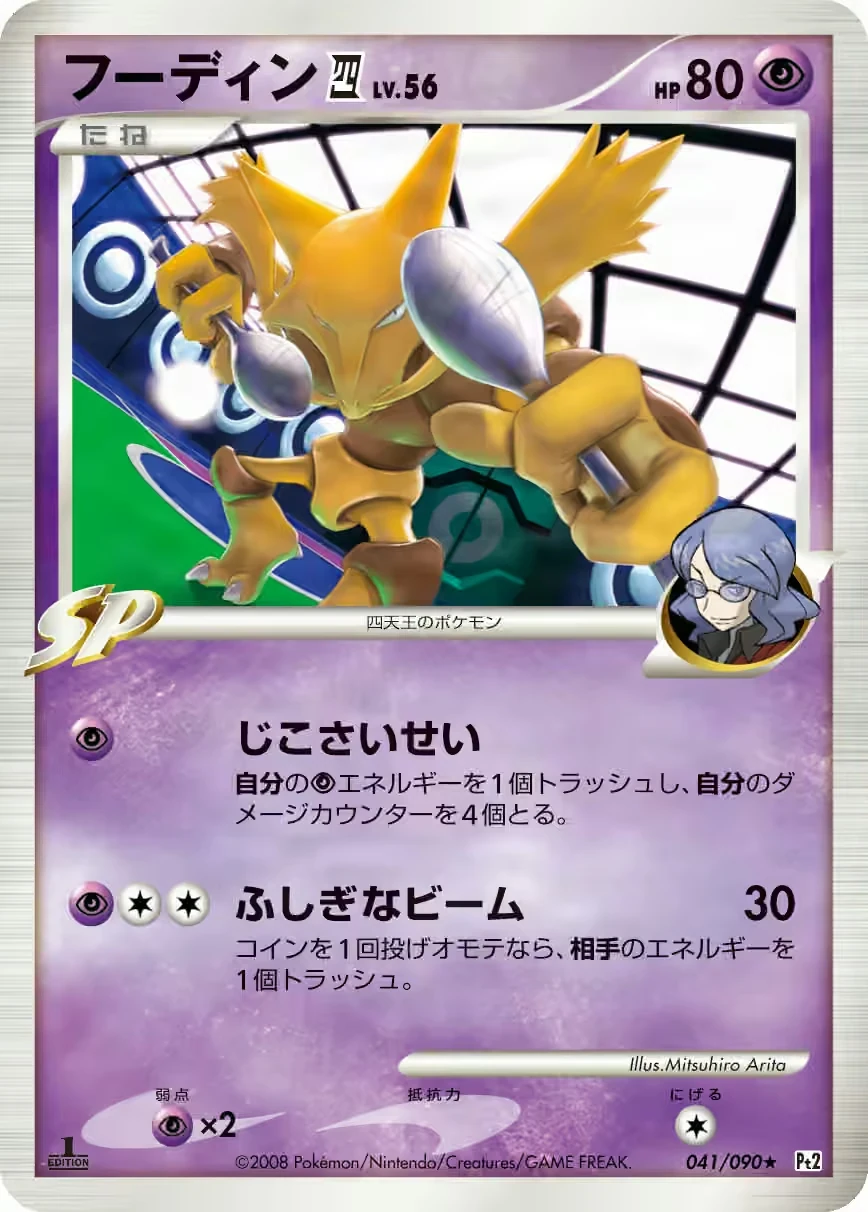 フーディン 四 LV.56 HP 80
たね
SP
四天王のポケモン
じこさいせい
自分のエネルギーを1個トラッシュし、自分のダ
メージカウンターを4個とる。
ふしぎなビーム 30
コインを1回投げオモテなら、相手のエネルギーを
1個トラッシュ。
Illus.Mitsuhiro Arita
弱点 抵抗力 にげる
×2
1
EDITION
©2008 Pokémon/Nintendo/Creatures/GAME FREAK. 041/090★ Pt2